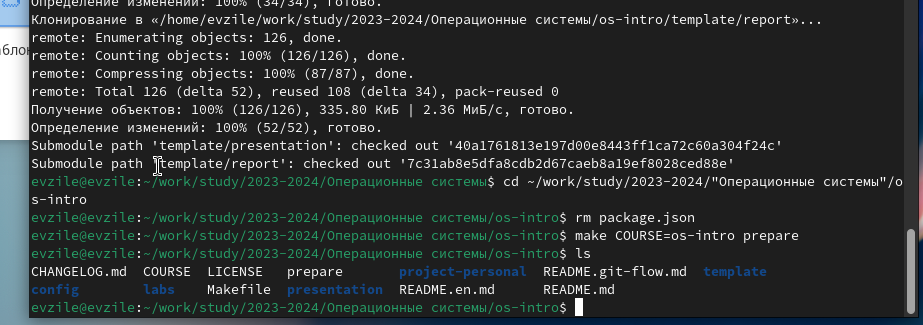 Определение изменений: 100% (34/34), готово.
Клонирование в «/home/evzile/work/study/2023-2024/Операционные системы/os-intro/template/report»...
remote: Enumerating objects: 126, done.
remote: Counting objects: 100% (126/126), done.
remote: Compressing objects: 100% (87/87), done.
remote: Total 126 (delta 52), reused 108 (delta 34), pack-reused 0
Получение объектов: 100% (126/126), 335.80 КиБ | 2.36 МиБ/с, готово.
Определение изменений: 100% (52/52), готово.
Submodule path 'template/presentation': checked out '40a1761813e197d00e8443ff1ca72c60a304f24c'
Submodule path 'template/report': checked out '7c31ab8e5dfa8cdb2d67caeb8a19ef8028ced88e'
evzile@evzile:~/work/study/2023-2024/Операционные системы$ cd ~/work/study/2023-2024/"Операционные системы"/o
s-intro
evzile@evzile:~/work/study/2023-2024/Операционные системы/os-intro$ rm package.json
evzile@evzile:~/work/study/2023-2024/Операционные системы/os-intro$ make COURSE=os-intro prepare
evzile@evzile:~/work/study/2023-2024/Операционные системы/os-intro$ ls
CHANGELOG.md COURSE LICENSE prepare project-personal README.git-flow.md template
config labs Makefile presentation README.en.md README.md
evzile@evzile:~/work/study/2023-2024/Операционные системы/os-intro$